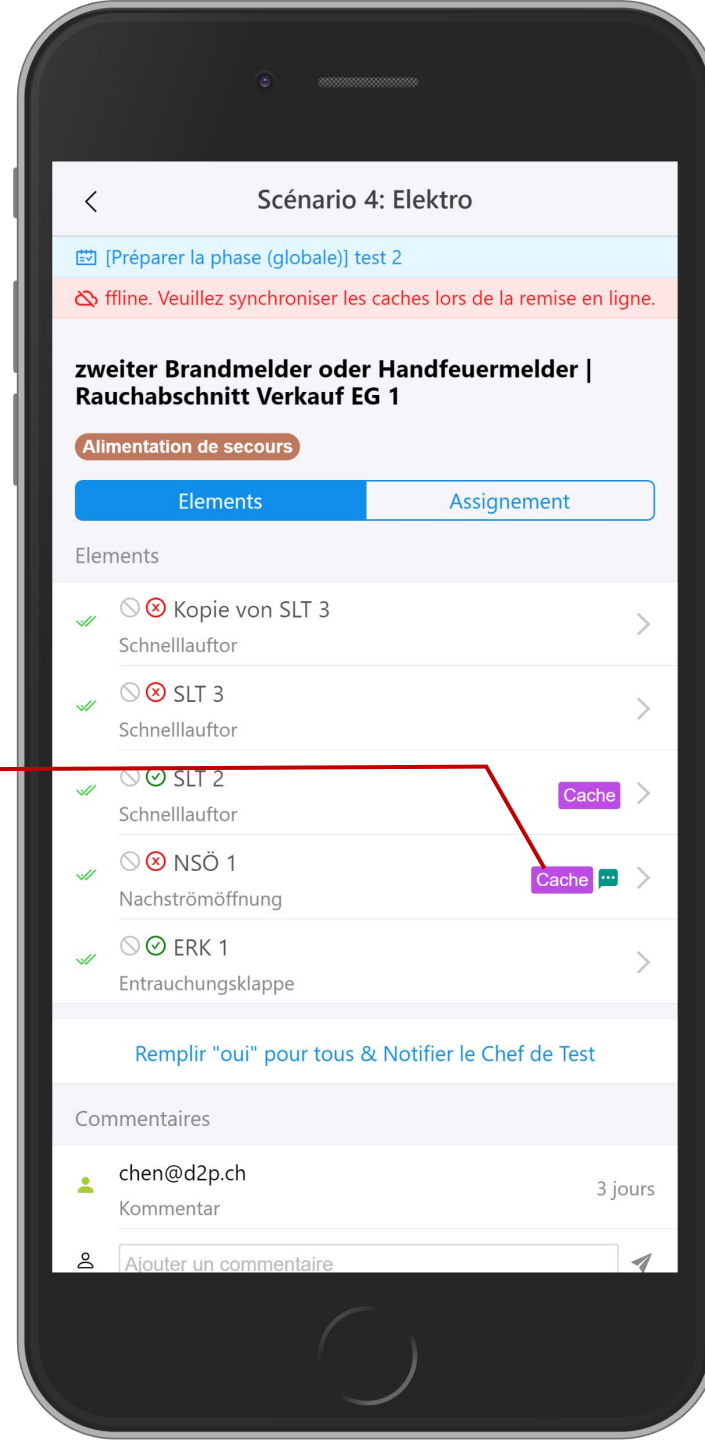 Scénario 4: Elektro
[Préparer la phase (globale)] test 2
ffline. Veuillez synchroniser les caches lors de la remise en ligne.
zweiter Brandmelder oder Handfeuermelder |
Rauchabschnitt Verkauf EG 1
Alimentation de secours
Elements Assignement
Elements
Kopie von SLT 3
Schnelllauftor
SLT 3
Schnelllauftor
SLT 2 Cache
Schnelllauftor
NSÖ 1 Cache
Nachströmöffnung
ERK 1
Entrauchungsklappe
Remplir "oui" pour tous & Notifier le Chef de Test
Commentaires
chen@d2p.ch 3 jours
Kommentar
Ajouter un commentaire